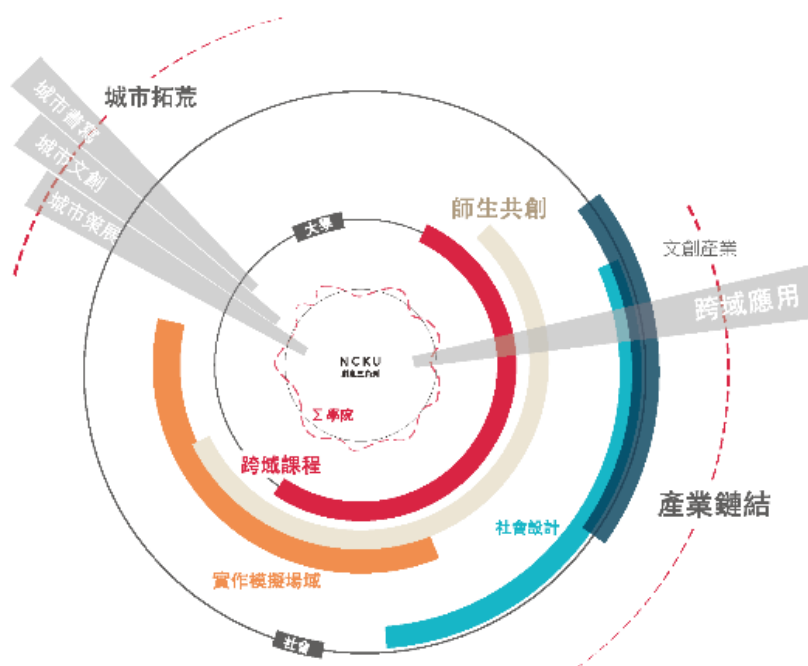 城市拓荒
城市書寫
城市文創
城市策展
大學
師生共創
文創產業
跨域應用
NCKU
Σ學院
跨域課程
產業鏈結
社會設計
實作模擬場域
社會